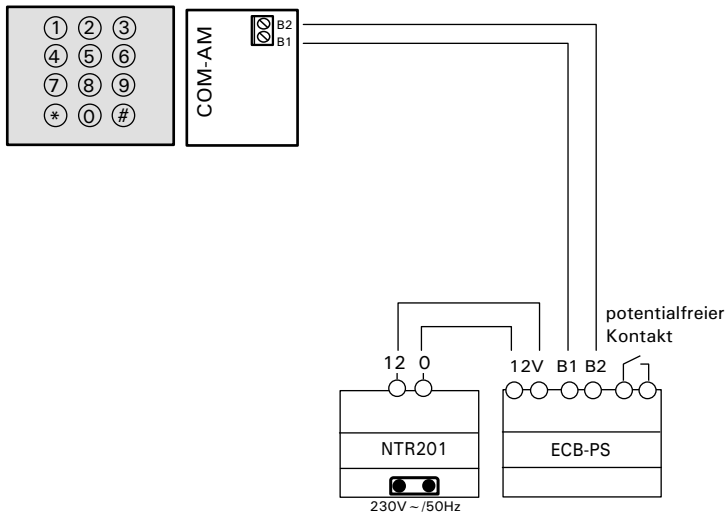 1 2 3
4 5 6
7 8 9
* 0 #
COM-AM
B2
B1
potentialfreier
Kontakt
12 0
12V B1 B2
NTR201
ECB-PS
230V~/50Hz